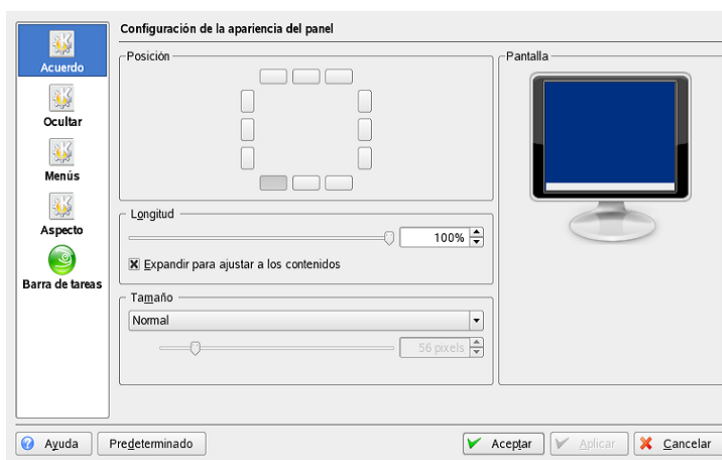 Configuración de la apariencia del panel
Acuerdo
Ocultar
Menús
Aspecto
Barra de tareas
Posición
Longitud
100%
Expandir para ajustar a los contenidos
Tamaño
Normal
56 pixels
Pantalla
Ayuda
Predeterminado
Aceptar
Aplicar
Cancelar